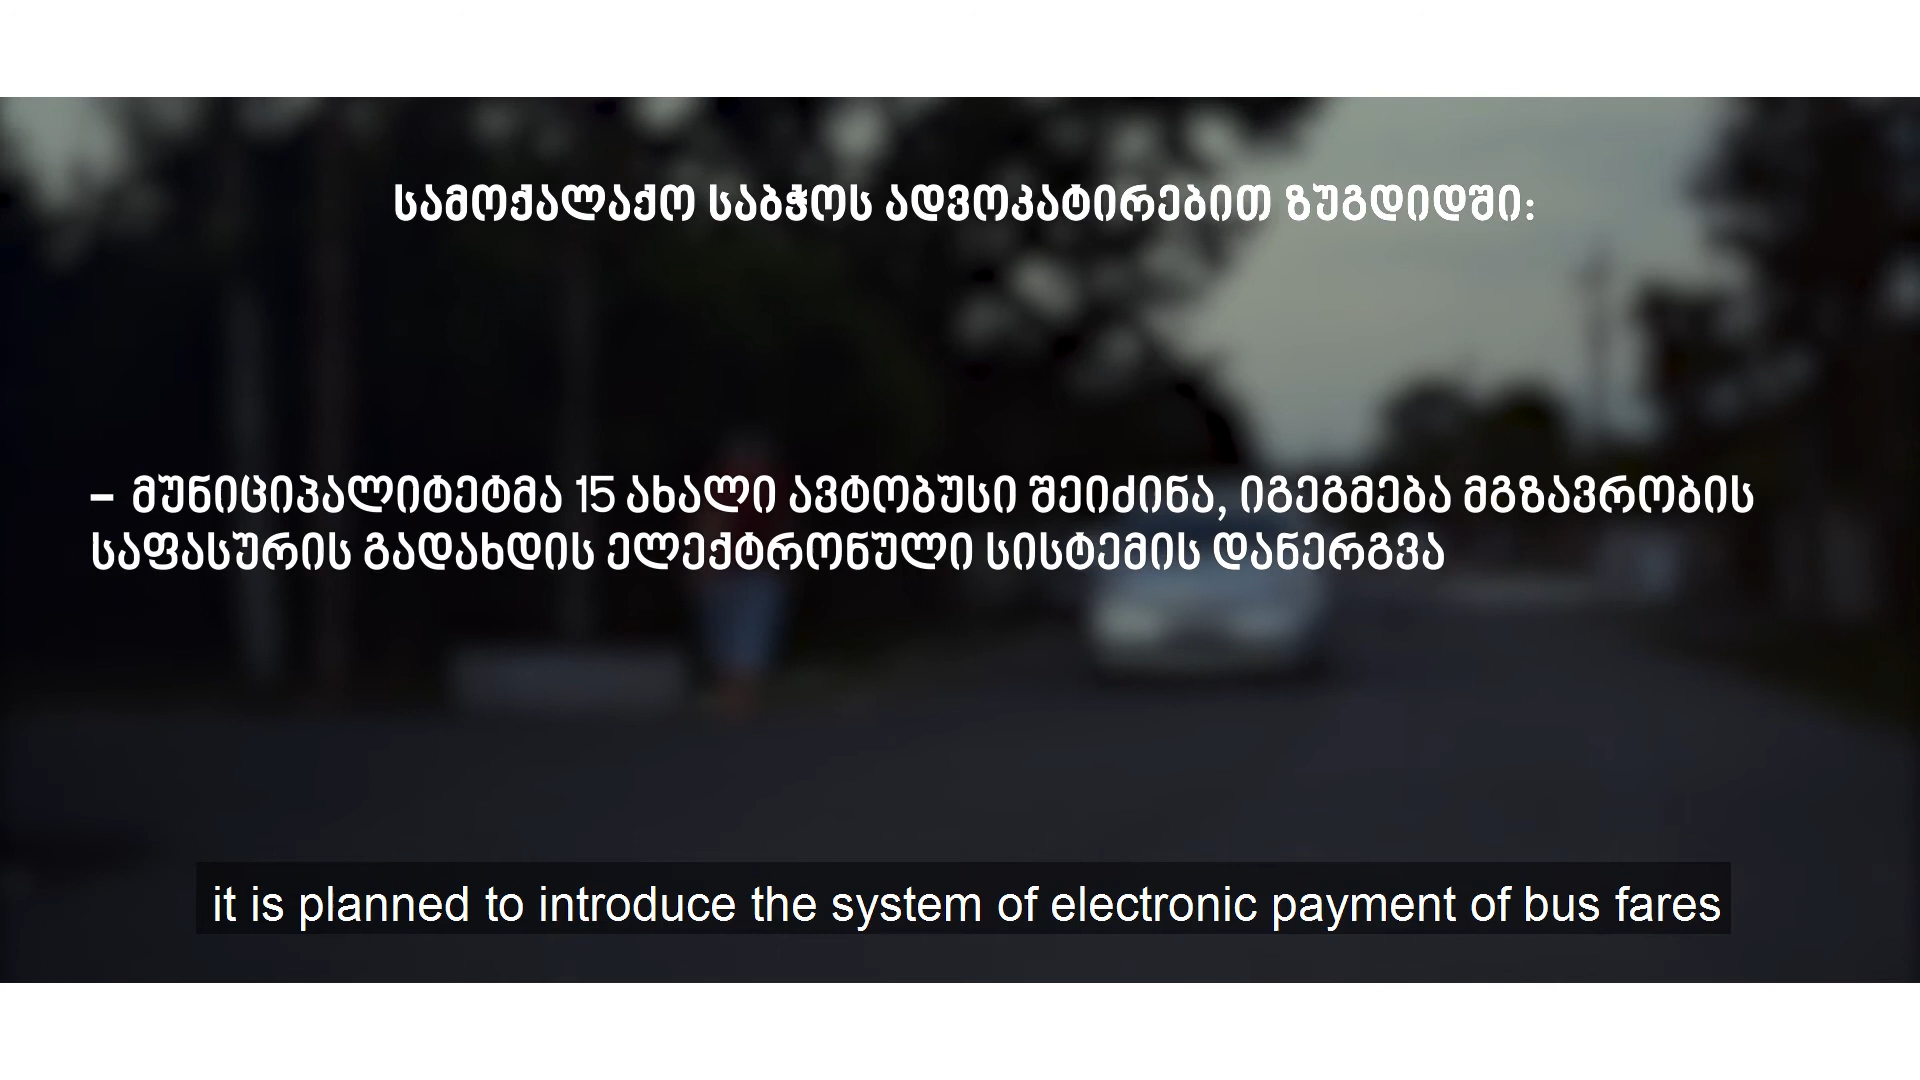 სამოქალაქო საბჭოს ადვოკატირებით ზუგდიდში:
– მუნიციპალიტეტმა 15 ახალი ავტობუსი შეიძინა, იგეგმება მგზავრობის
საფასურის გადახდის ელექტრონული სისტემის დანერგვა
it is planned to introduce the system of electronic payment of bus fares